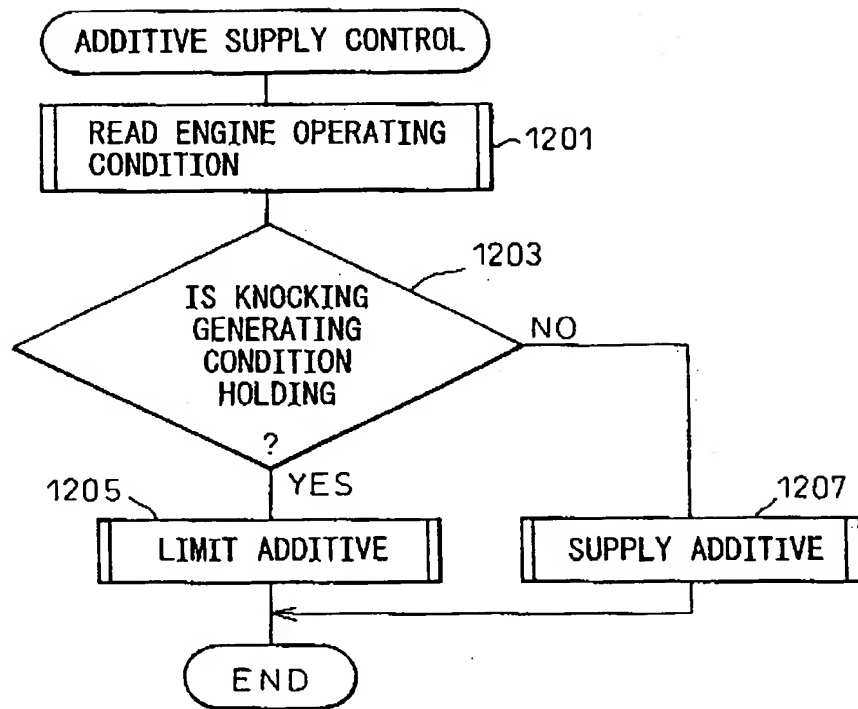 ADDITIVE SUPPLY CONTROL
READ ENGINE OPERATING
CONDITION
1201
1203
IS KNOCKING
GENERATING
CONDITION
HOLDING
?
NO
YES
1205
LIMIT ADDITIVE
1207
SUPPLY ADDITIVE
END